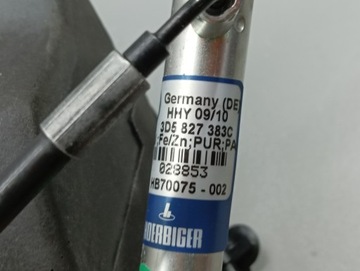 Germany (DE)
HHY 09/10
3D5 827 383C
;Fe/Zn;PUR;PA
028853
HB70075-002